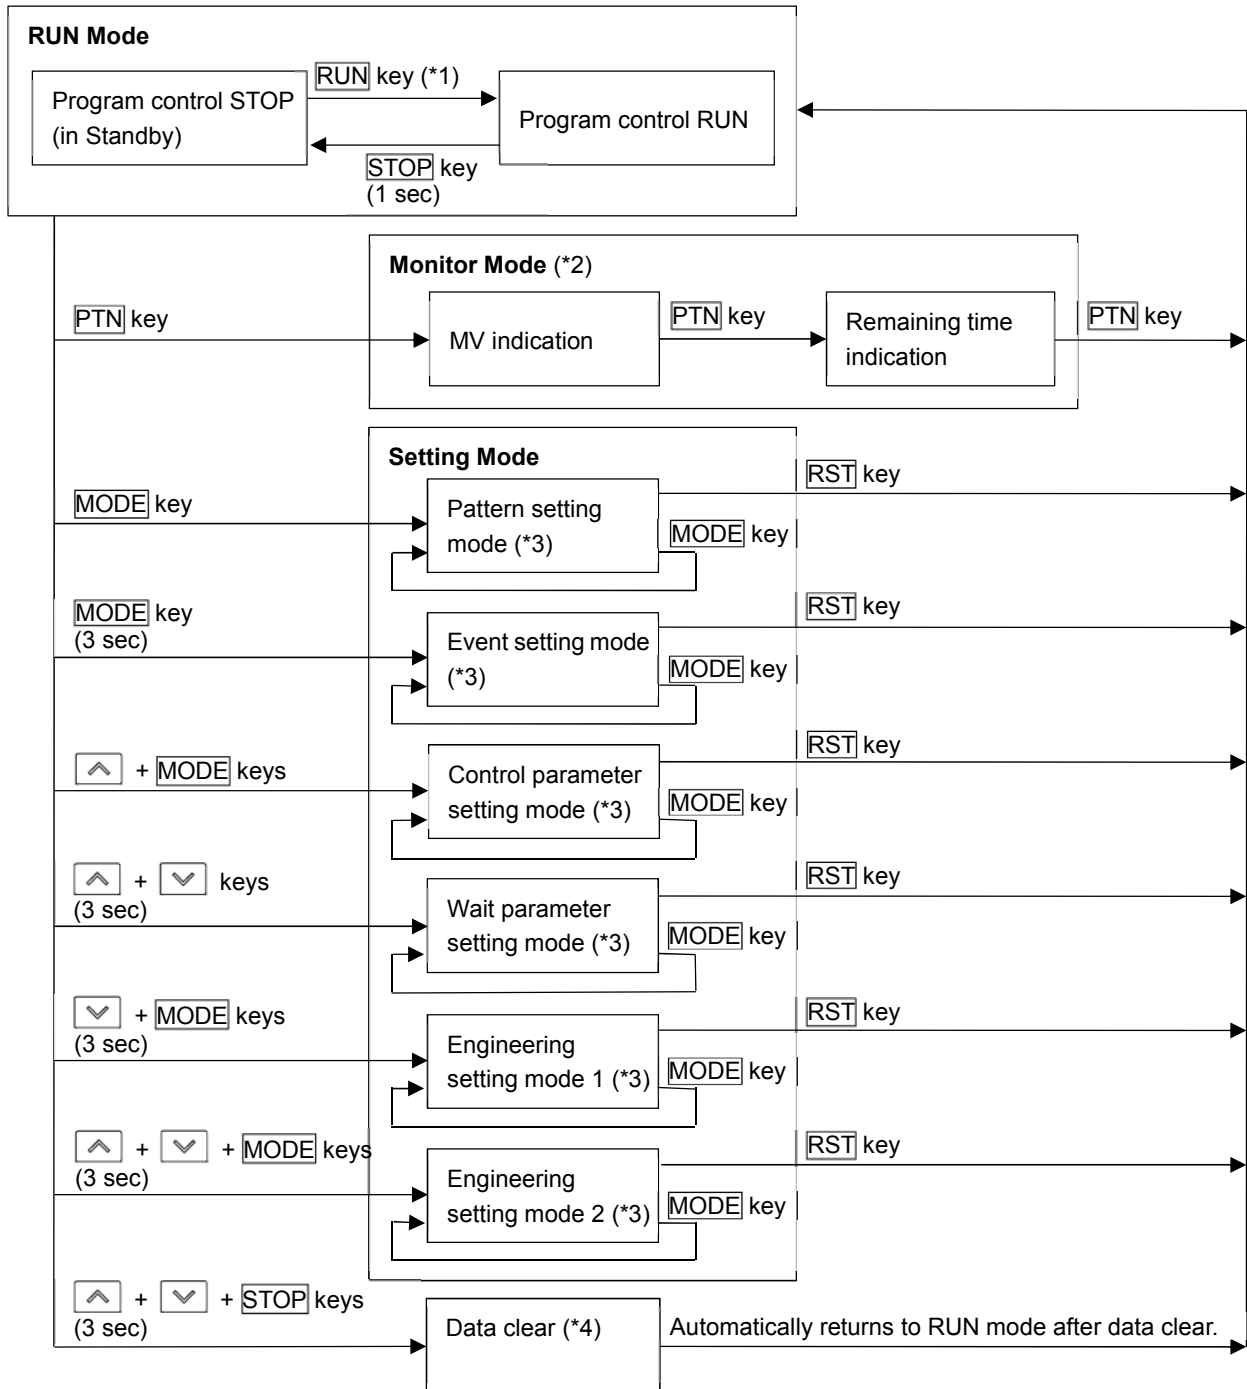 RUN Mode
RUN key (*1)
Program control STOP
(in Standby)
Program control RUN
STOP key
(1 sec)
Monitor Mode (*2)
PTN key
MV indication
PTN key
Remaining time
indication
PTN key
Setting Mode
MODE key
Pattern setting
mode (*3)
MODE key
RST key
MODE key
(3 sec)
Event setting mode
(*3)
MODE key
RST key
+ MODE keys
Control parameter
setting mode (*3)
MODE key
RST key
+ keys
(3 sec)
Wait parameter
setting mode (*3)
MODE key
RST key
+ MODE keys
(3 sec)
Engineering
setting mode 1 (*3)
MODE key
RST key
+ + MODE keys
(3 sec)
Engineering
setting mode 2 (*3)
MODE key
RST key
+ + STOP keys
(3 sec)
Data clear (*4)
Automatically returns to RUN mode after data clear.